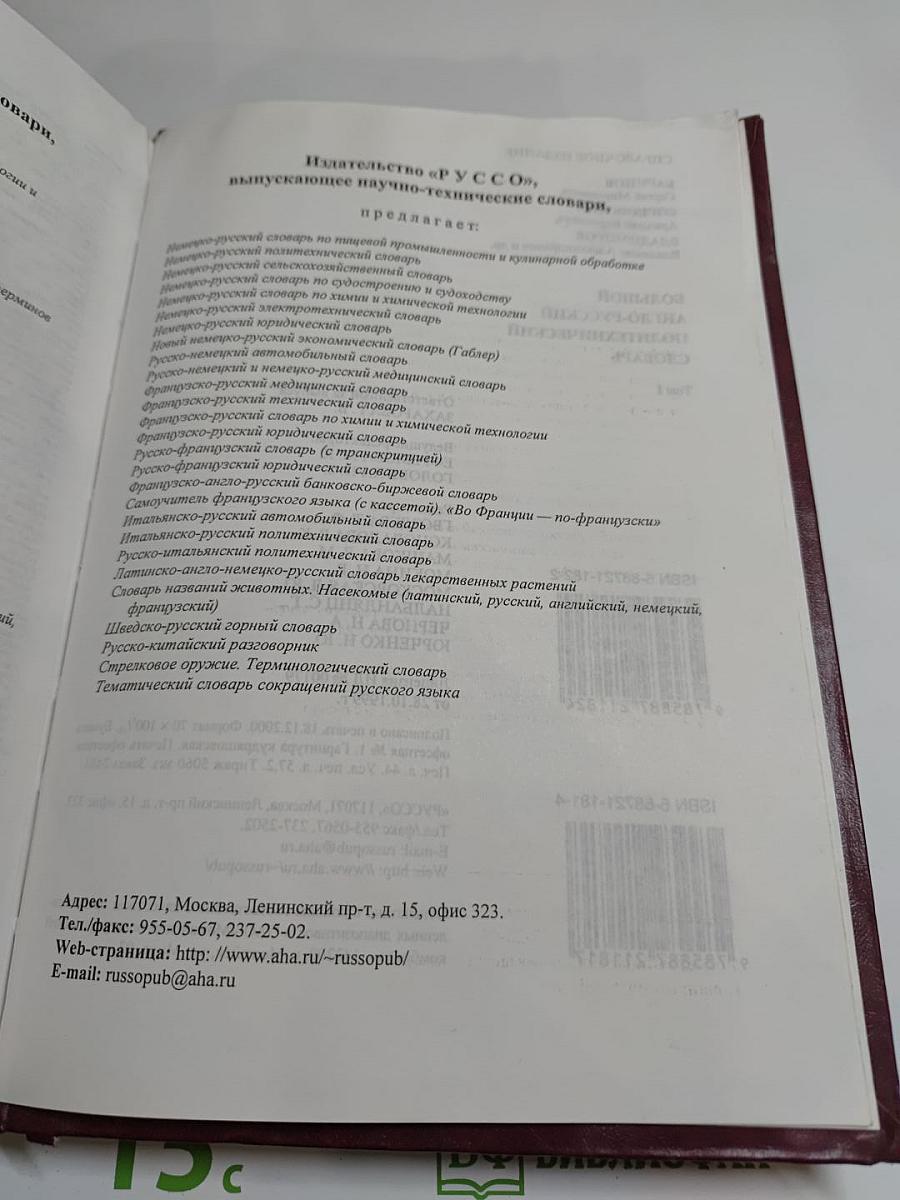 овари,
огии и
ерминов
ий,
Издательство «Р У С С О»,
выпускающее научно-технические словари,
предлагает:
Немецко-русский словарь по пищевой промышленности и кулинарной обработке
Немецко-русский политехнический словарь
Немецко-русский сельскохозяйственный словарь
Немецко-русский словарь по судостроению и судоходству
Немецко-русский словарь по химии и химической технологии
Немецко-русский электротехнический словарь
Немецко-русский юридический словарь
Новый немецко-русский экономический словарь (Габлер)
Русско-немецкий автомобильный словарь
Русско-немецкий и немецко-русский медицинский словарь
Французско-русский медицинский словарь
Французско-русский технический словарь
Французско-русский словарь по химии и химической технологии
Французско-русский юридический словарь
Русско-французский словарь (с транскрипцией)
Русско-французский юридический словарь
Французско-англо-русский банковско-биржевой словарь
Самоучитель французского языка (с кассетой). «Во Франции — по-французски»
Итальянско-русский автомобильный словарь
Итальянско-русский политехнический словарь
Русско-итальянский политехнический словарь
Латинско-англо-немецко-русский словарь лекарственных растений
Словарь названий животных. Насекомые (латинский, русский, английский, немецкий,
французский)
Шведско-русский горный словарь
Русско-китайский разговорник
Стрелковое оружие. Терминологический словарь
Тематический словарь сокращений русского языка
Адрес: 117071, Москва, Ленинский пр-т, д. 15, офис 323.
Тел./факс: 955-05-67, 237-25-02.
Web-страница: http: //www.aha.ru/~russopub/
E-mail: russopub@aha.ru
15 с